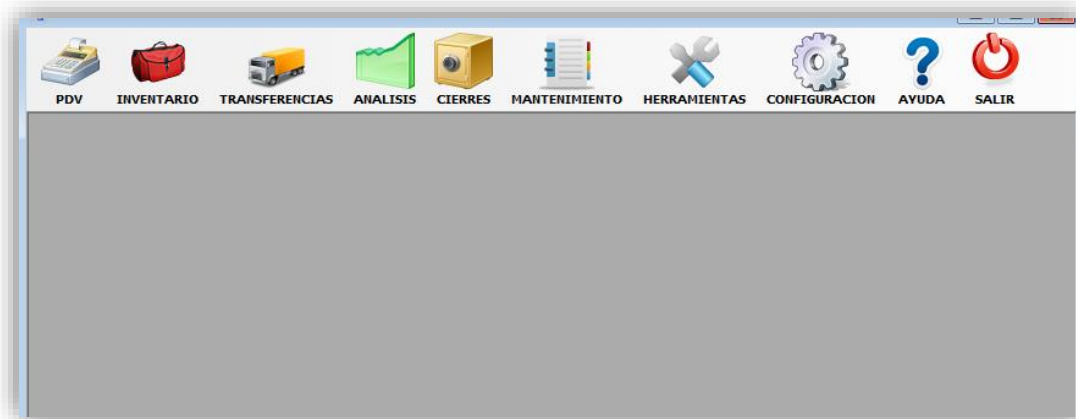 PDV INVENTARIO TRANSFERENCIAS ANALISIS CIERRES MANTENIMIENTO HERRAMIENTAS CONFIGURACION AYUDA SALIR